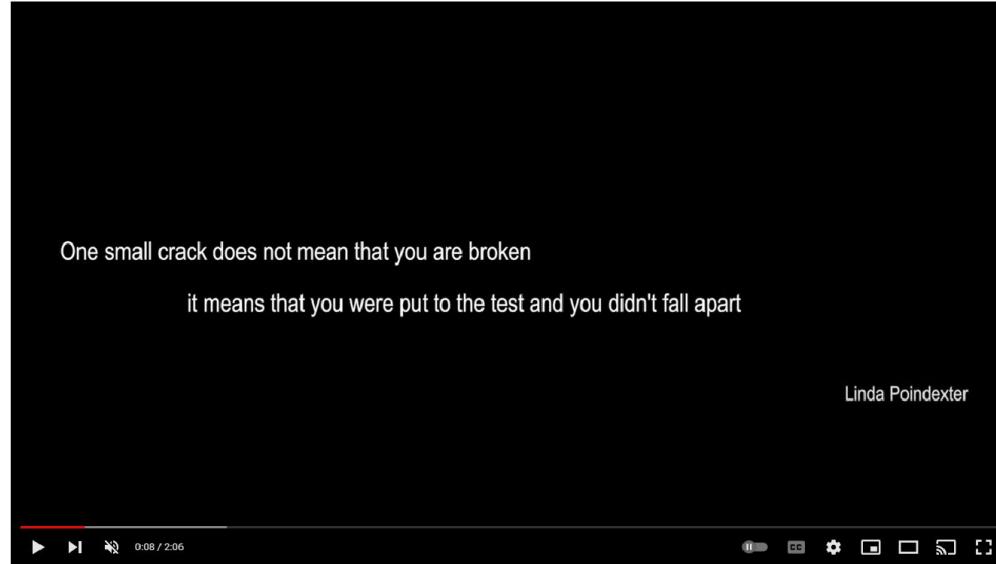 One small crack does not mean that you are broken
it means that you were put to the test and you didn't fall apart
Linda Poindexter
0:08 / 2:06
CC